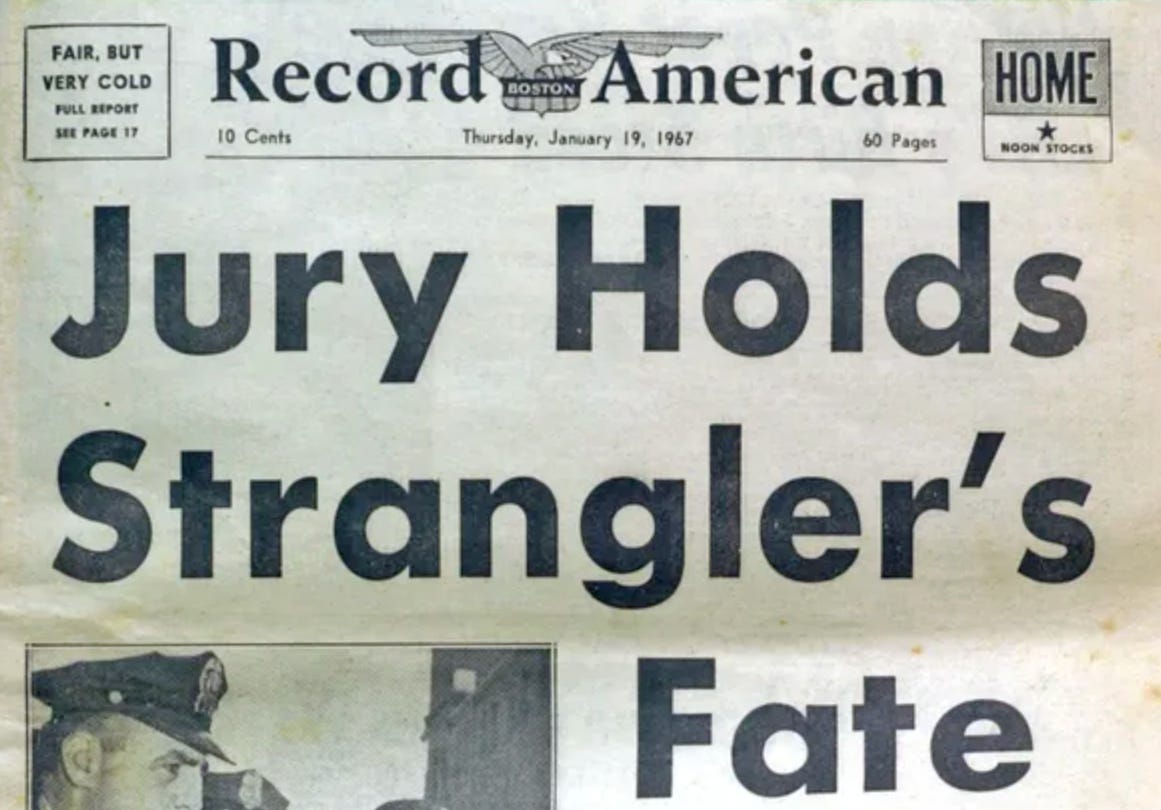 FAIR, BUT
VERY COLD
FULL REPORT
SEE PAGE 17
Record BOSTON American
HOME
NOON STOCKS
10 Cents Thursday, January 19, 1967 60 Pages
Jury Holds
Strangler’s
Fate